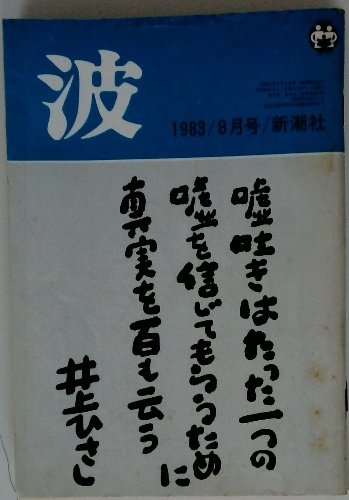 波
1983/8月号/新潮社
嘘吐きはたった一つの
嘘を信じてもらうために
真実を百も云う
井上ひさし